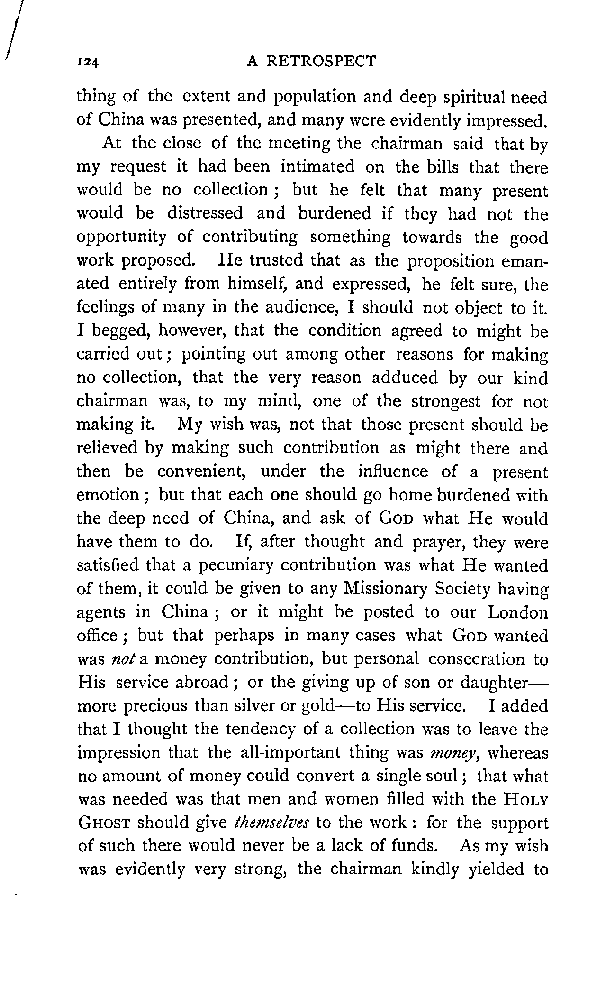 124 A RETROSPECT
thing of the extent and population and deep spiritual need
of China was presented, and many were evidently impressed.
At the close of the meeting the chairman said that by
my request it had been intimated on the bills that there
would be no collection ; but he felt that many present
would be distressed and burdened if they had not the
opportunity of contributing something towards the good
work proposed. He trusted that as the proposition eman-
ated entirely from himself, and expressed, he felt sure, the
feelings of many in the audience, I should not object to it.
I begged, however, that the condition agreed to might be
carried out ; pointing out among other reasons for making
no collection, that the very reason adduced by our kind
chairman was, to my mind, one of the strongest for not
making it. My wish was, not that those present should be
relieved by making such contribution as might there and
then be convenient, under the influence of a present
emotion ; but that each one should go home burdened with
the deep need of China, and ask of GOD what He would
have them to do. If, after thought and prayer, they were
satisfied that a pecuniary contribution was what He wanted
of them, it could be given to any Missionary Society having
agents in China ; or it might be posted to our London
office ; but that perhaps in many cases what GOD wanted
was not a money contribution, but personal consecration to
His service abroad ; or the giving up of son or daughter—
more precious than silver or gold—to His service. I added
that I thought the tendency of a collection was to leave the
impression that the all-important thing was money, whereas
no amount of money could convert a single soul ; that what
was needed was that men and women filled with the HOLY
GHOST should give themselves to the work : for the support
of such there would never be a lack of funds. As my wish
was evidently very strong, the chairman kindly yielded to